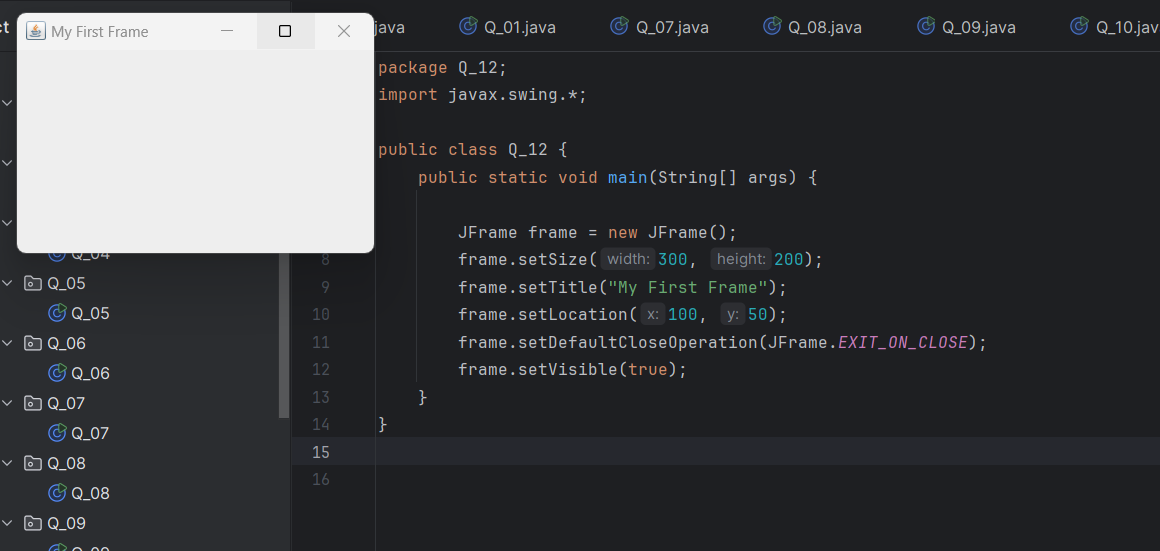 My First Frame
ct
java
Q_01.java
Q_07.java
Q_08.java
Q_09.java
Q_10.jav
package Q_12;
import javax.swing.*;
public class Q_12 {
public static void main(String[] args) {
JFrame frame = new JFrame();
8 frame.setSize( width: 300, height: 200);
9 frame.setTitle("My First Frame");
10 frame.setLocation( x: 100, y: 50);
11 frame.setDefaultCloseOperation(JFrame.EXIT_ON_CLOSE);
12 frame.setVisible(true);
13 }
14 }
15
16
Q_04
Q_05
Q_05
Q_06
Q_06
Q_07
Q_07
Q_08
Q_08
Q_09